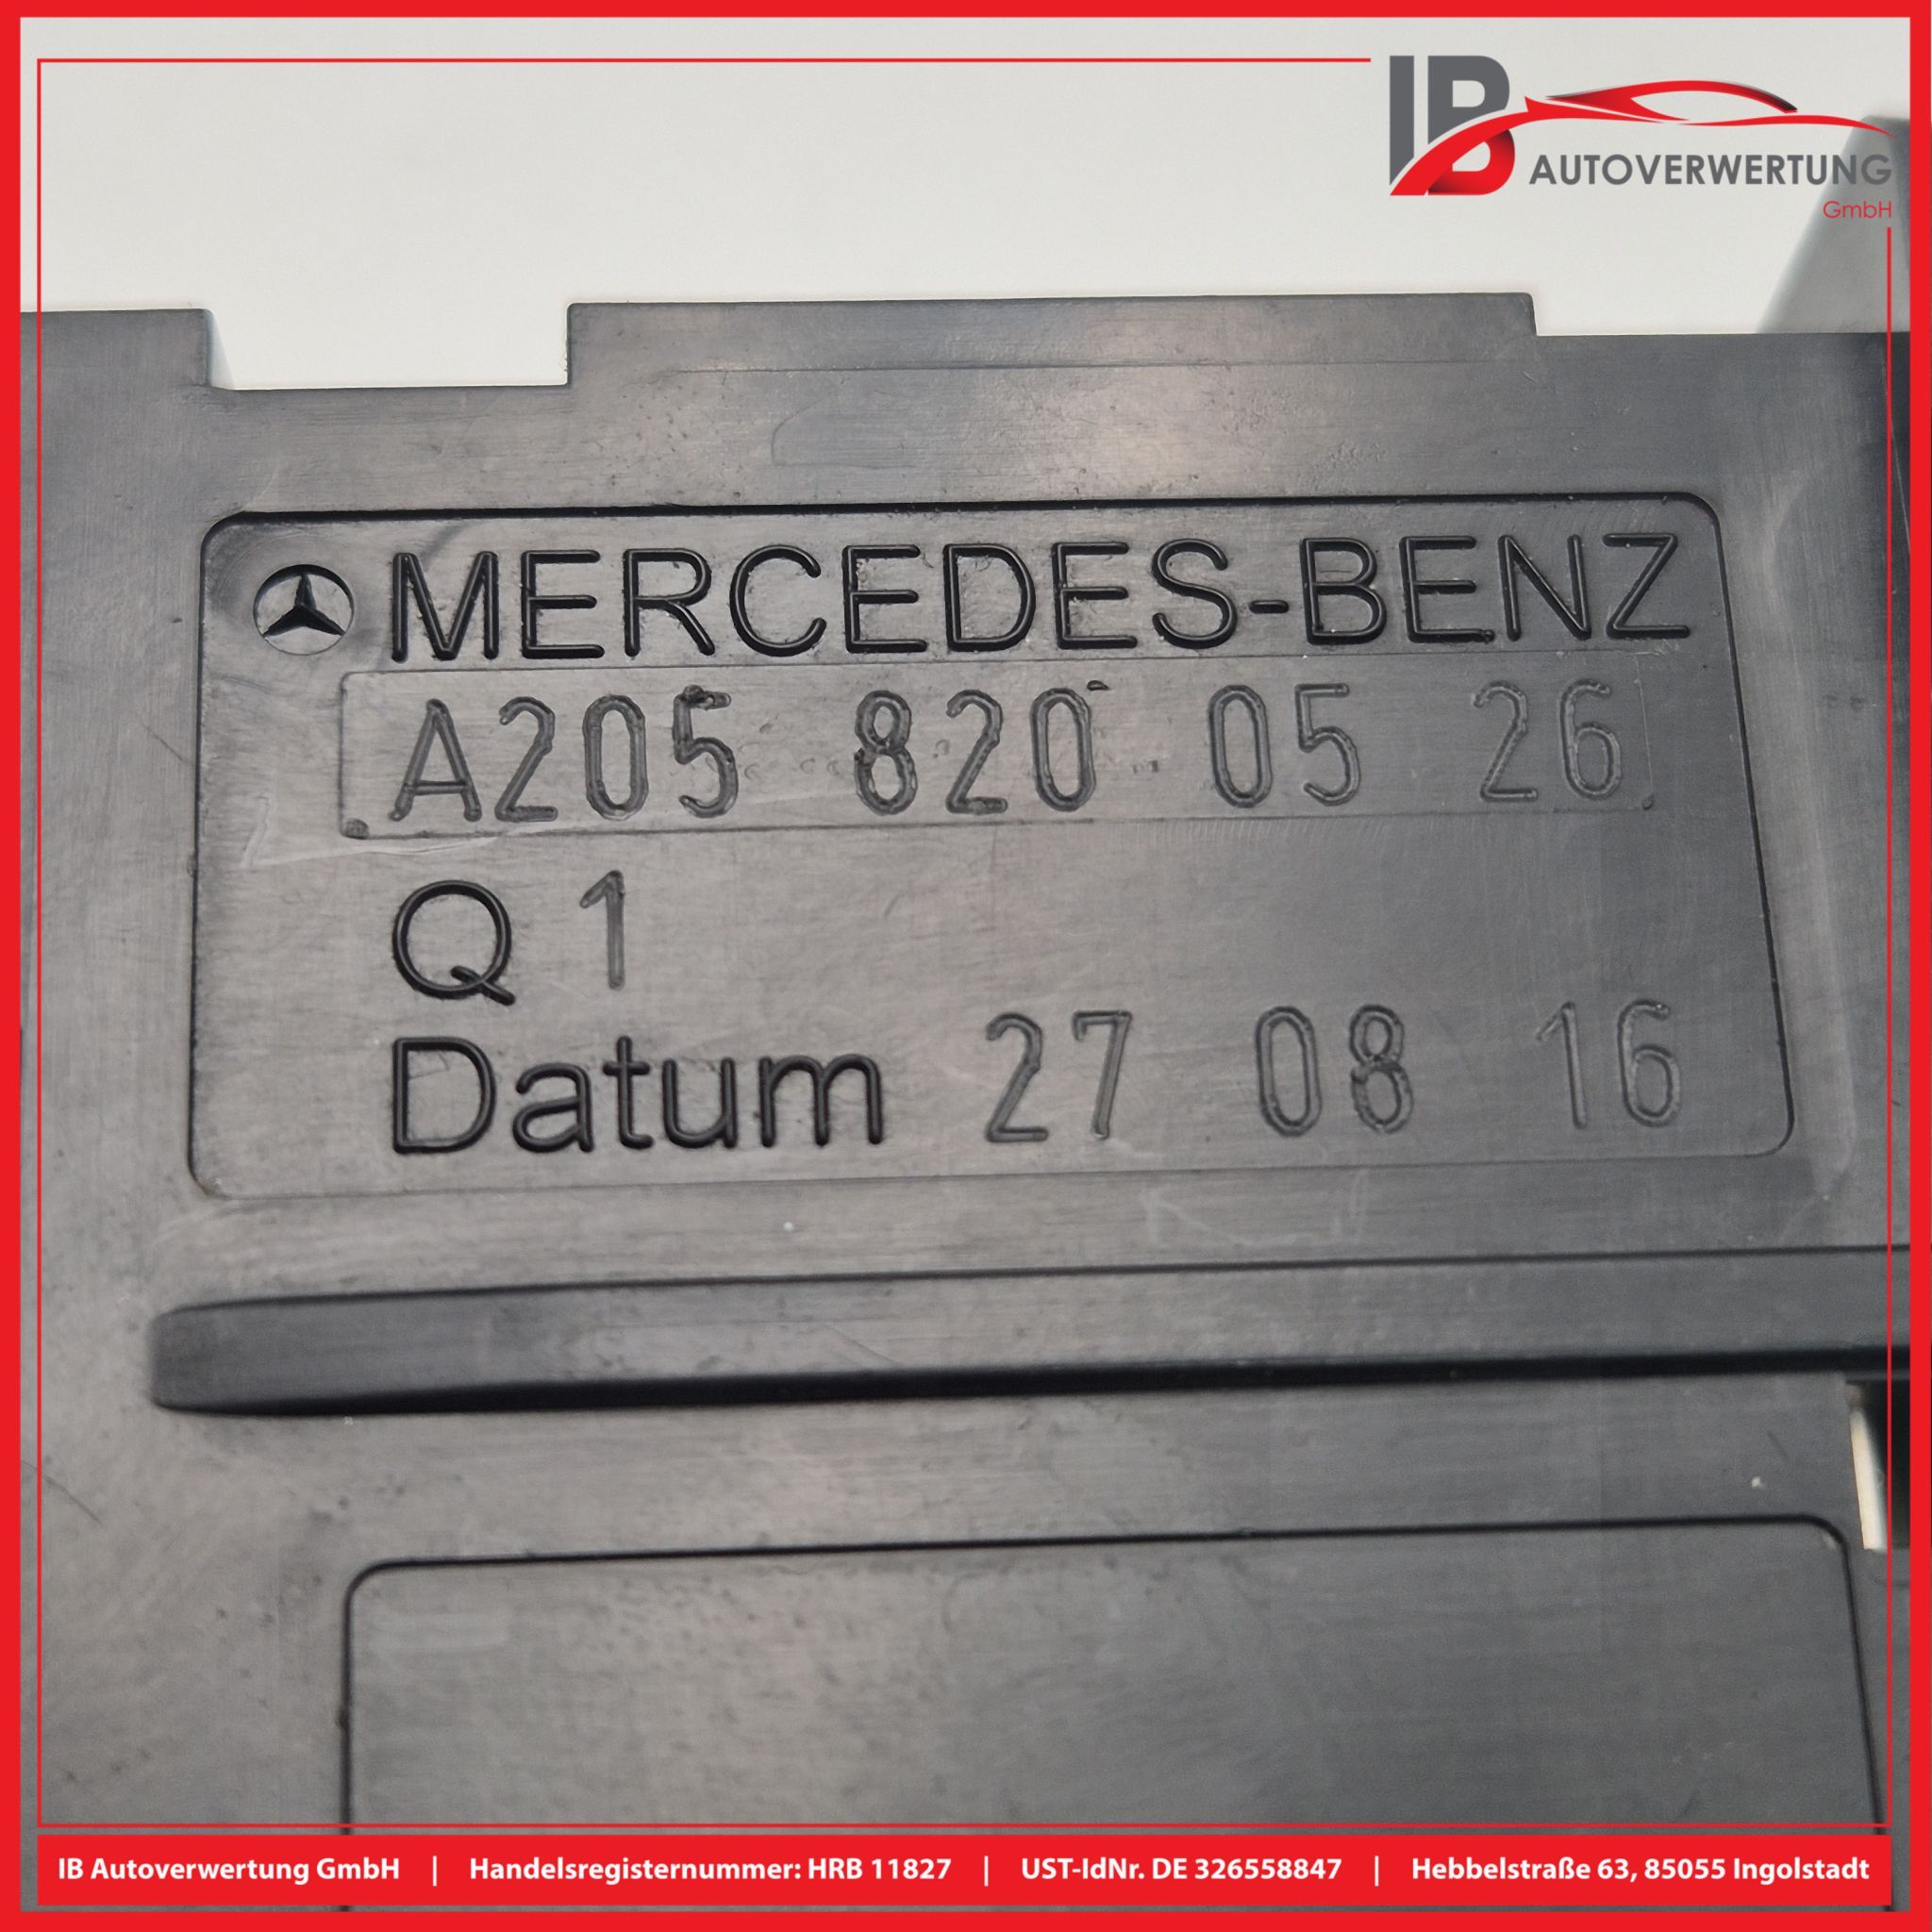 IB AUTOVERWERTUNG
GmbH
MERCEDES-BENZ
A205 820 05 26
Q 1
Datum 27 08 16
IB Autoverwertung GmbH | Handelsregisternummer: HRB 11827 | UST-IdNr. DE 326558847 | Hebbelstraße 63, 85055 Ingolstadt